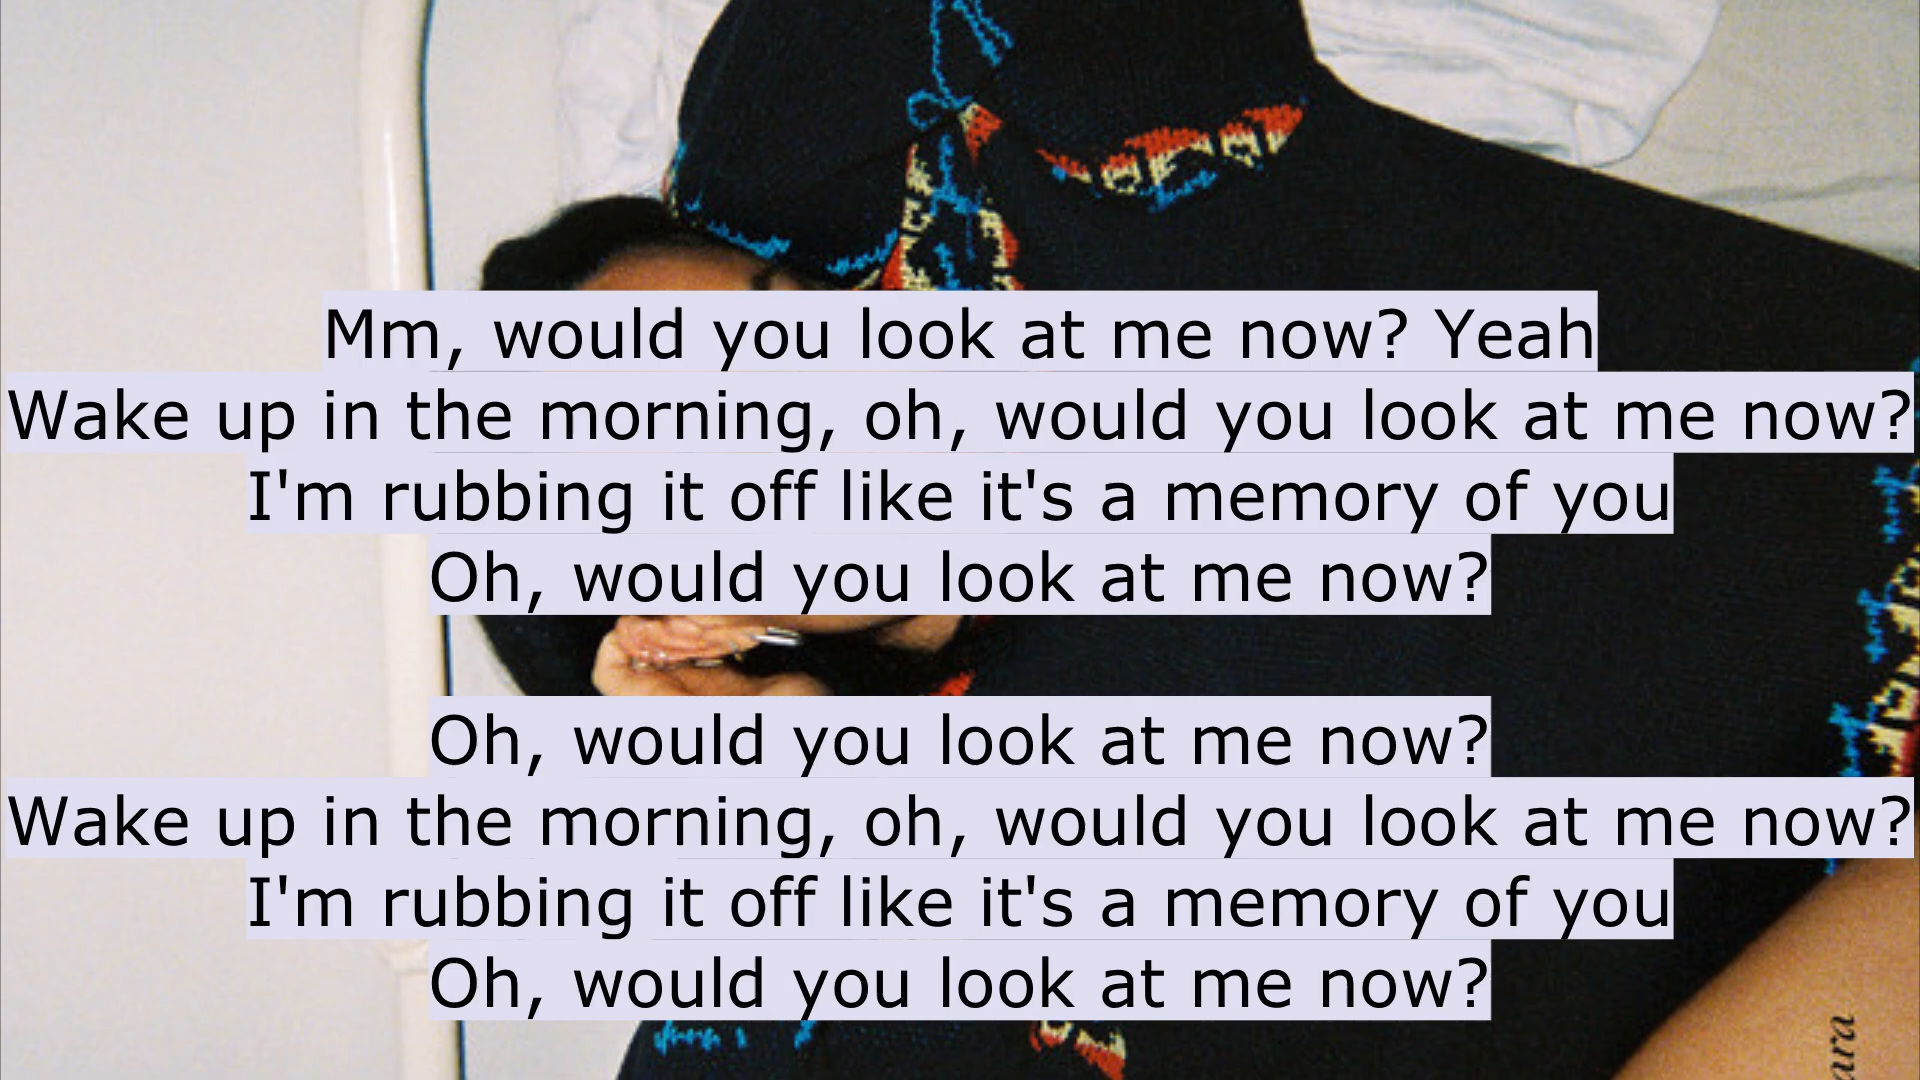 Mm, would you look at me now? Yeah
Wake up in the morning, oh, would you look at me now?
I'm rubbing it off like it's a memory of you
Oh, would you look at me now?
Oh, would you look at me now?
Wake up in the morning, oh, would you look at me now?
I'm rubbing it off like it's a memory of you
Oh, would you look at me now?